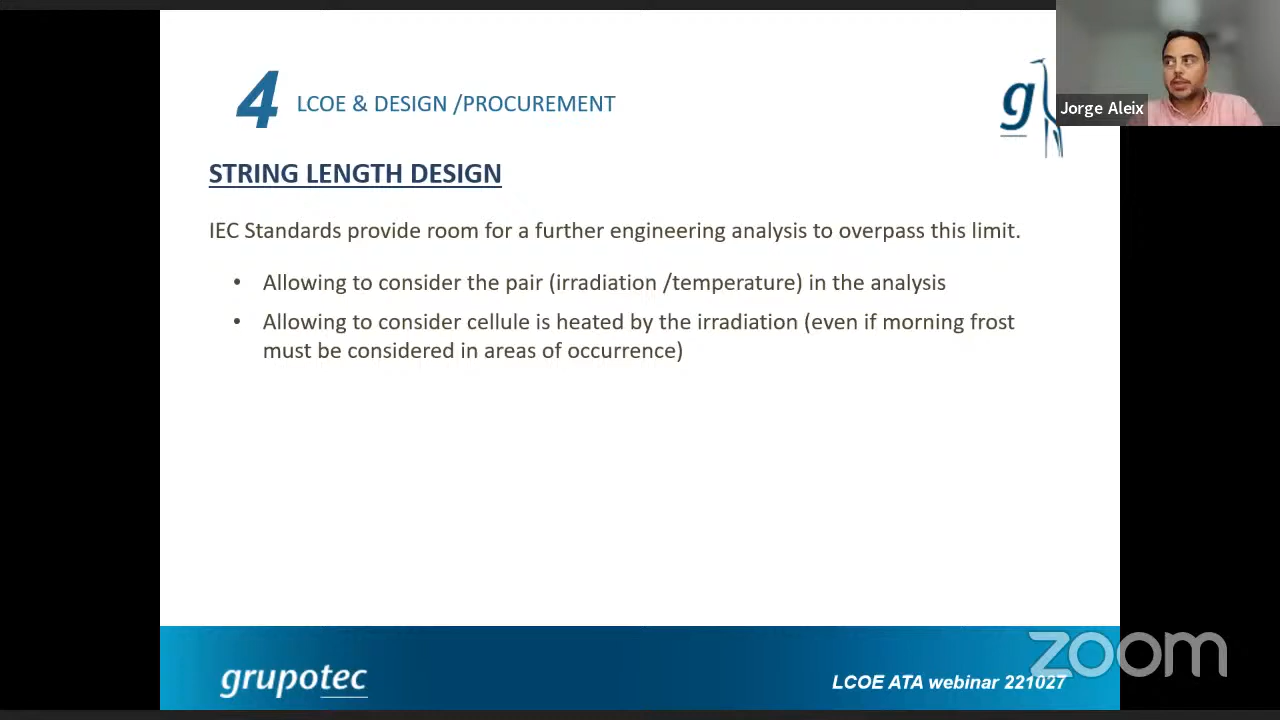 4 LCOE & DESIGN /PROCUREMENT
g
Jorge Aleix
STRING LENGTH DESIGN
IEC Standards provide room for a further engineering analysis to overpass this limit.
• Allowing to consider the pair (irradiation /temperature) in the analysis
• Allowing to consider cellule is heated by the irradiation (even if morning frost
must be considered in areas of occurrence)
zoom
grupotec
LCOE ATA webinar 221027